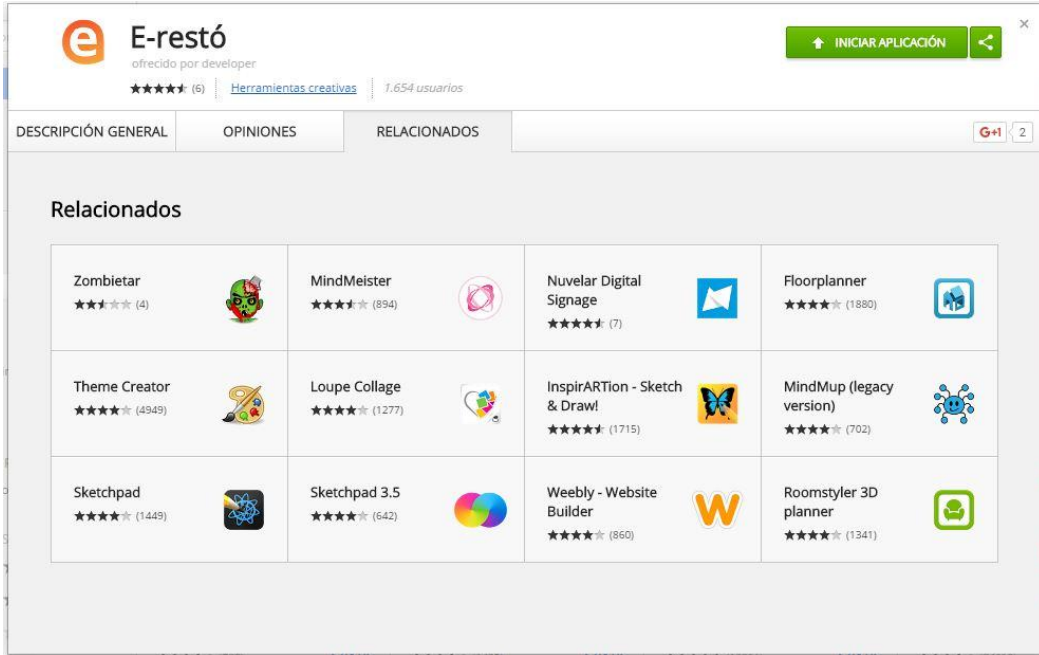 E-restó
ofrecido por developer
(6) Herramientas creativas 1.654 usuarios
INICIAR APLICACIÓN
DESCRIPCIÓN GENERAL OPINIONES RELACIONADOS
G+1 2
Relacionados
Zombietar
(4)
MindMeister
(894)
Nuvelar Digital
Signage
(7)
Floorplanner
(1880)
Theme Creator
(4949)
Loupe Collage
(1277)
InspirARTion - Sketch
& Draw!
(1715)
MindMup (legacy
version)
(702)
Sketchpad
(1449)
Sketchpad 3.5
(642)
Weebly - Website
Builder
(860)
Roomstyler 3D
planner
(1341)